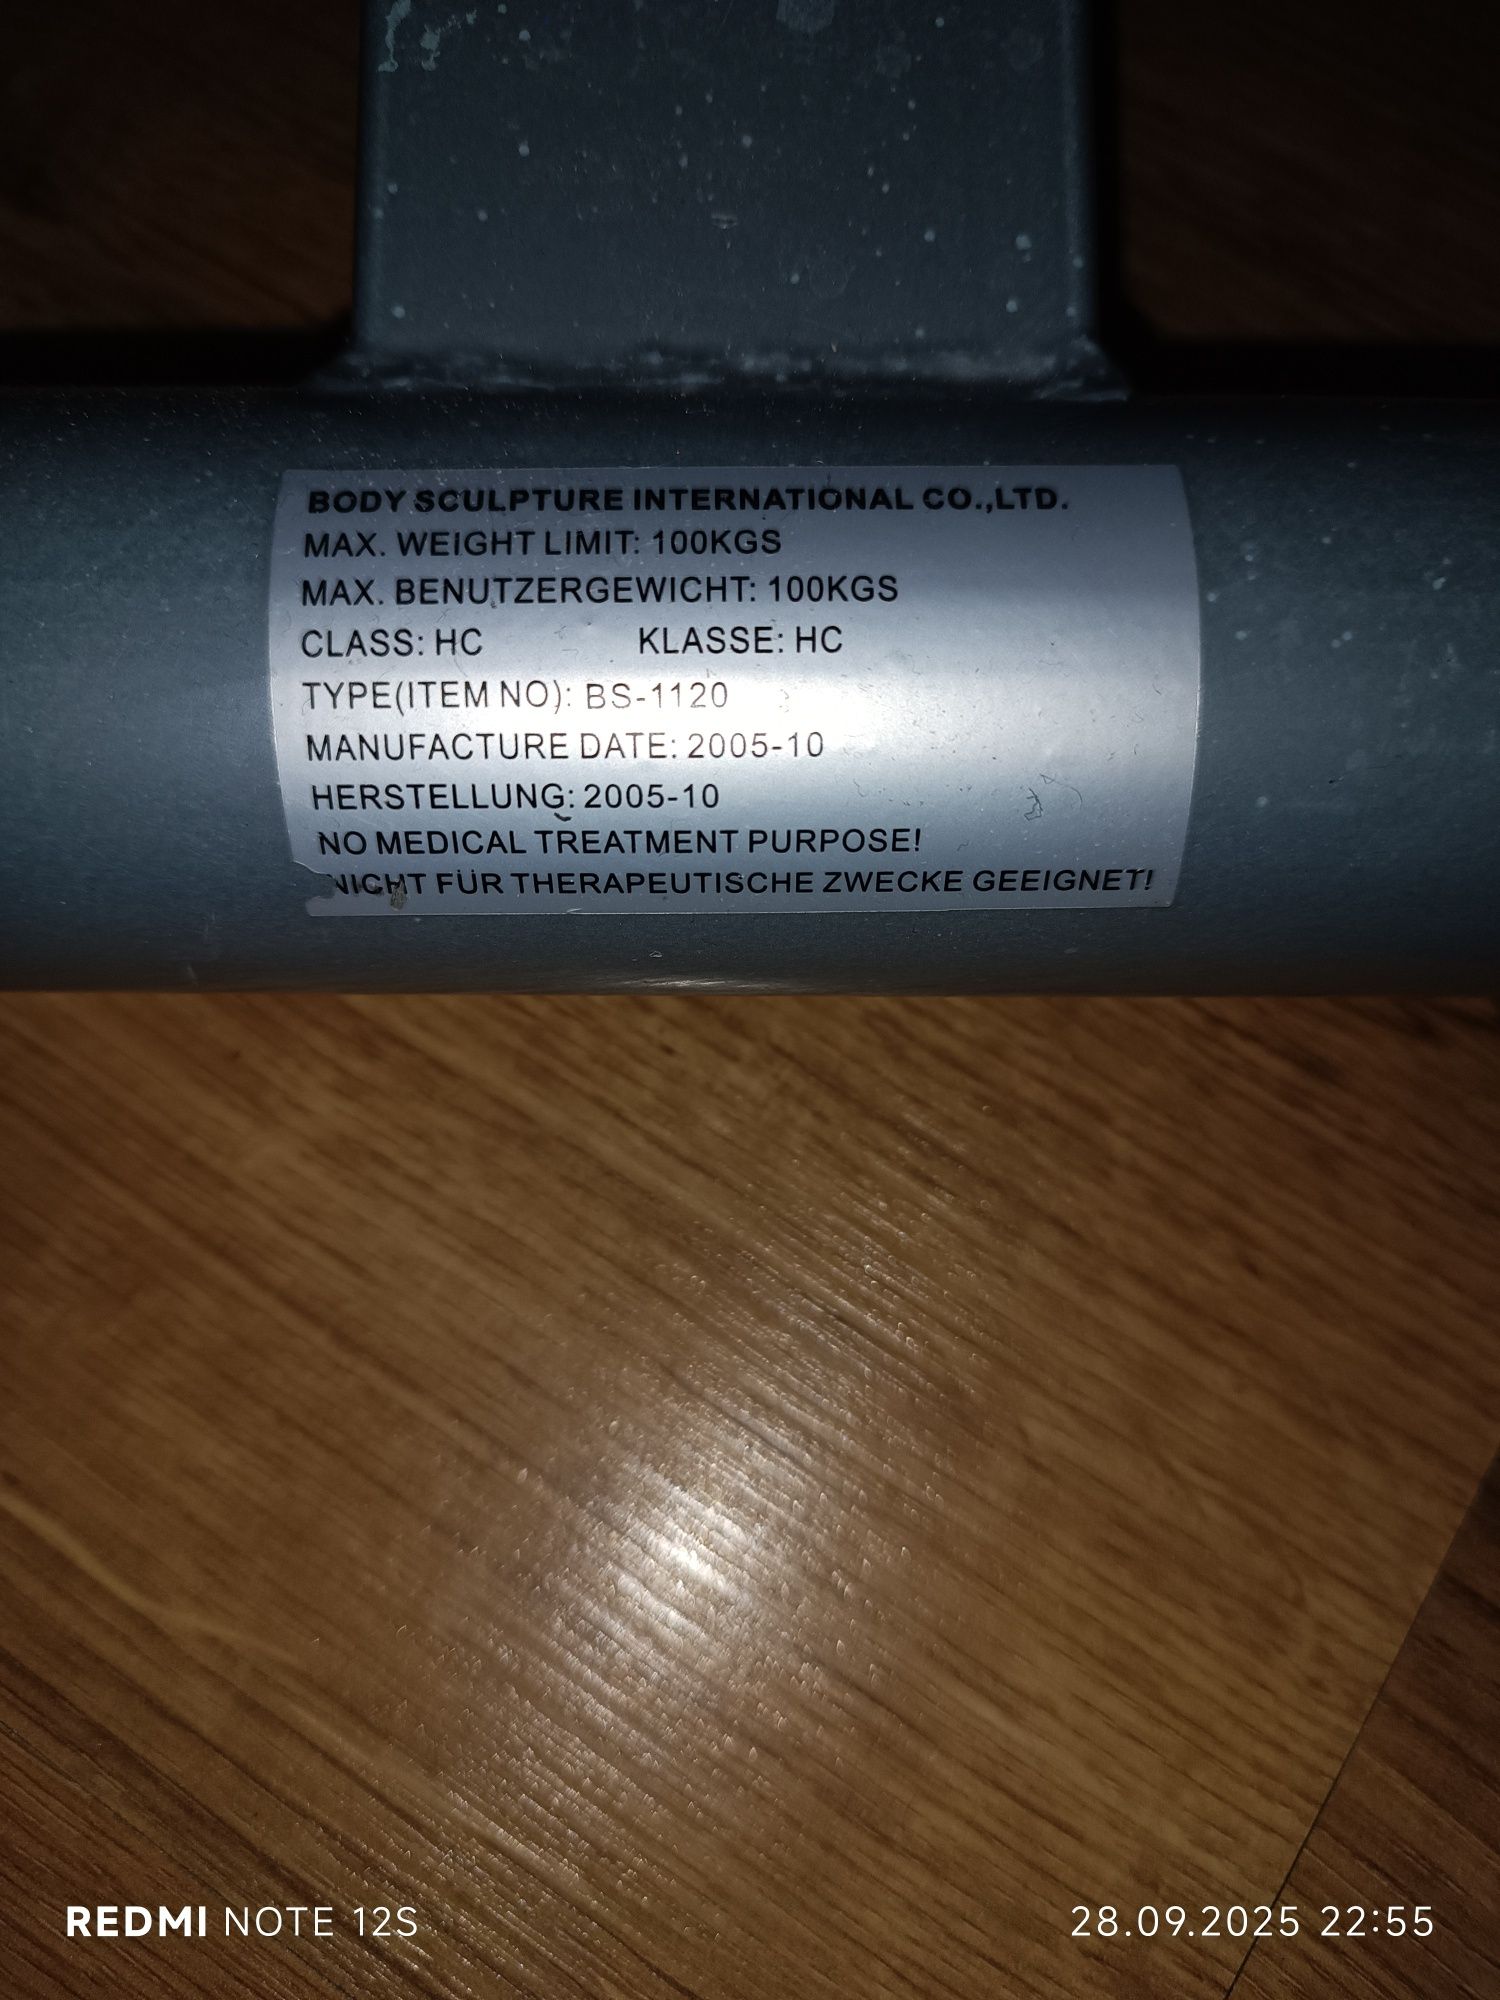 BODY SCULPTURE INTERNATIONAL CO.,LTD.
MAX. WEIGHT LIMIT: 100KGS
MAX. BENUTZERGEWICHT: 100KGS
CLASS: HC KLASSE: HC
TYPE(ITEM NO): BS-1120
MANUFACTURE DATE: 2005-10
HERSTELLUNG: 2005-10
NO MEDICAL TREATMENT PURPOSE!
NICHT FÜR THERAPEUTISCHE ZWECKE GEEIGNET!
REDMI NOTE 12S 28.09.2025 22:55